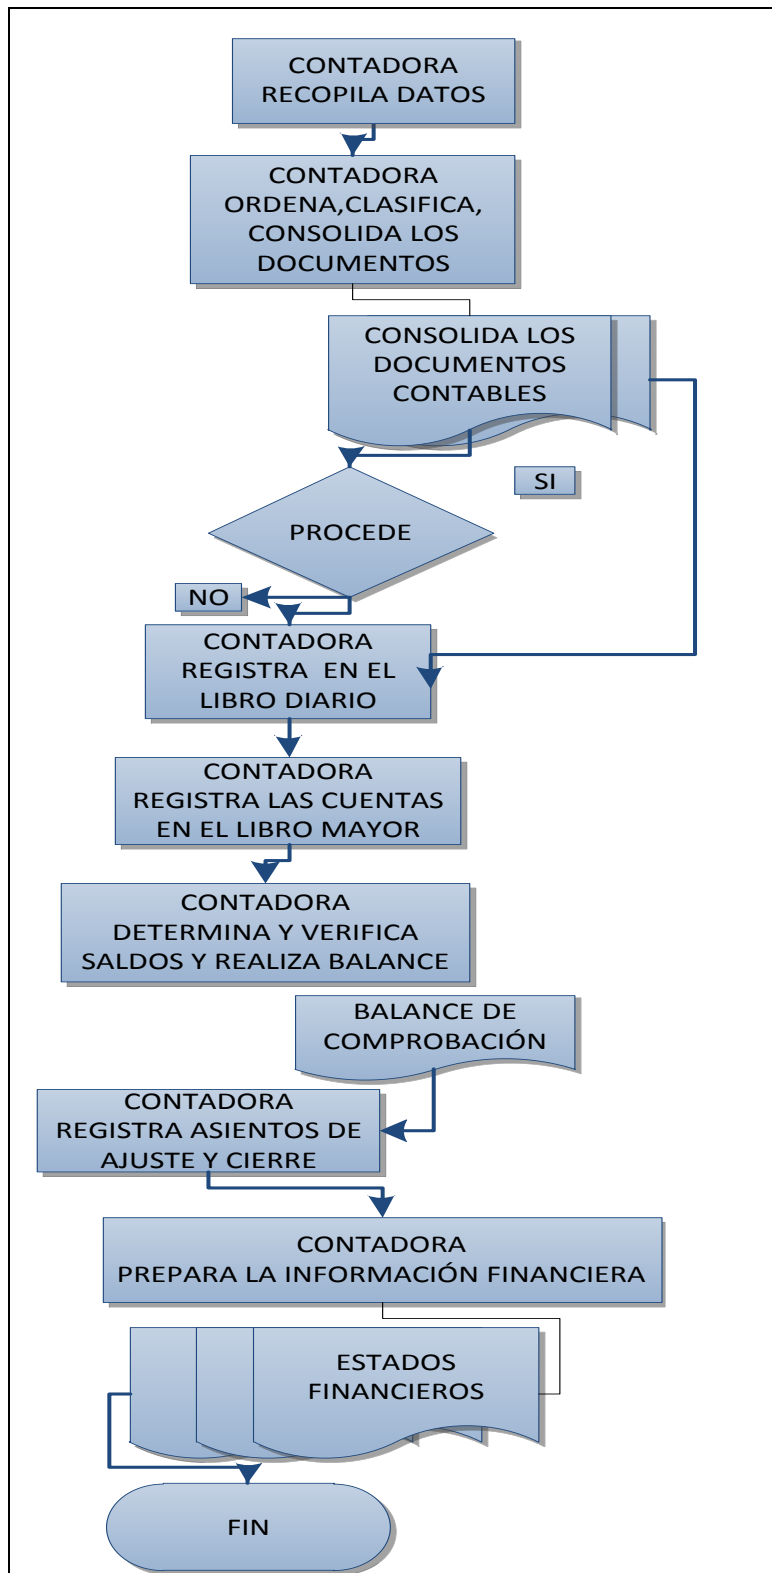 CONTADORA
RECOPILA DATOS
CONTADORA
ORDENA,CLASIFICA,
CONSOLIDA LOS
DOCUMENTOS
CONSOLIDA LOS
DOCUMENTOS
CONTABLES
SI
PROCEDE
NO
CONTADORA
REGISTRA EN EL
LIBRO DIARIO
CONTADORA
REGISTRA LAS CUENTAS
EN EL LIBRO MAYOR
CONTADORA
DETERMINA Y VERIFICA
SALDOS Y REALIZA BALANCE
BALANCE DE
COMPROBACIÓN
CONTADORA
REGISTRA ASIENTOS DE
AJUSTE Y CIERRE
CONTADORA
PREPARA LA INFORMACIÓN FINANCIERA
ESTADOS
FINANCIEROS
FIN